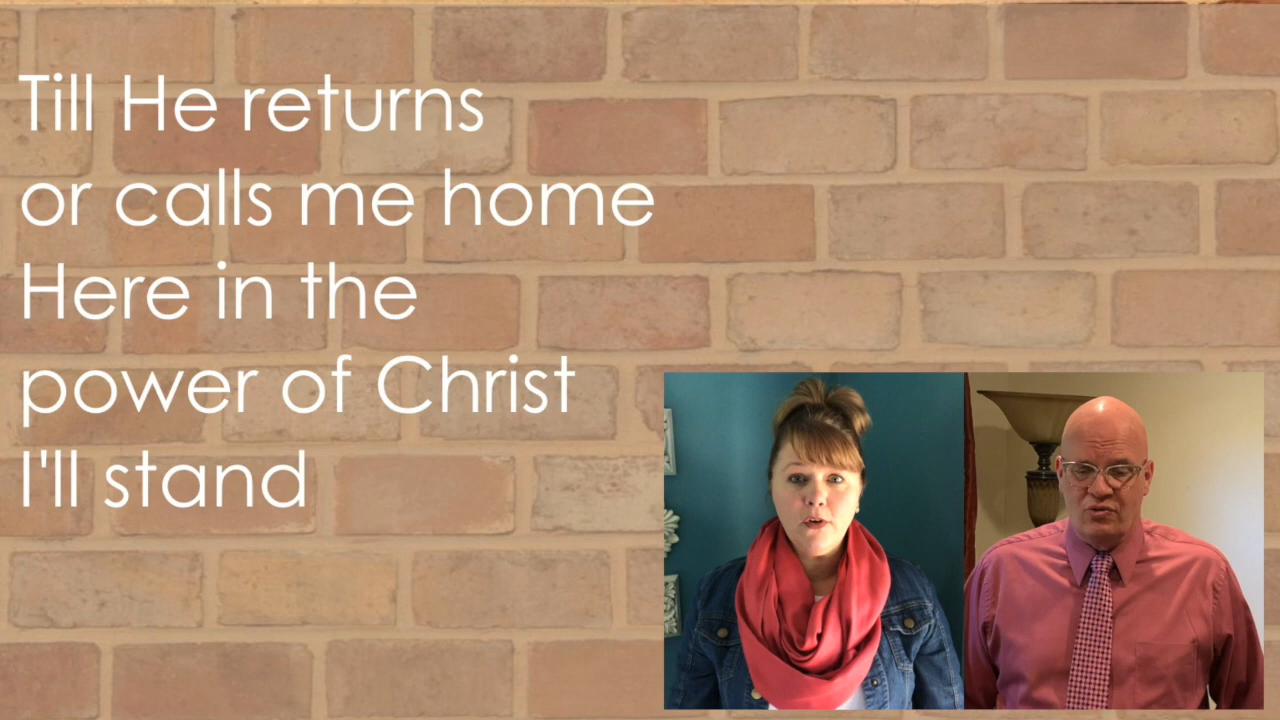 Till He returns
or calls me home
Here in the
power of Christ
I'll stand